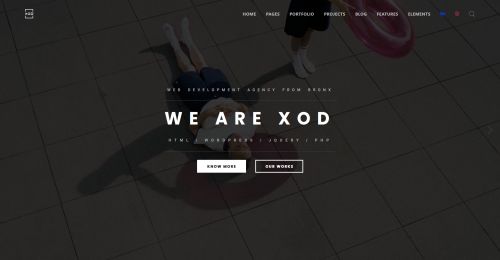 XOD
HOME PAGES PORTFOLIO PROJECTS BLOG FEATURES ELEMENTS
WEB DEVELOPMENT AGENCY FROM BRONX
WE ARE XOD
HTML / WORDPRESS / JQUERY / PHP
KNOW MORE
OUR WORKS